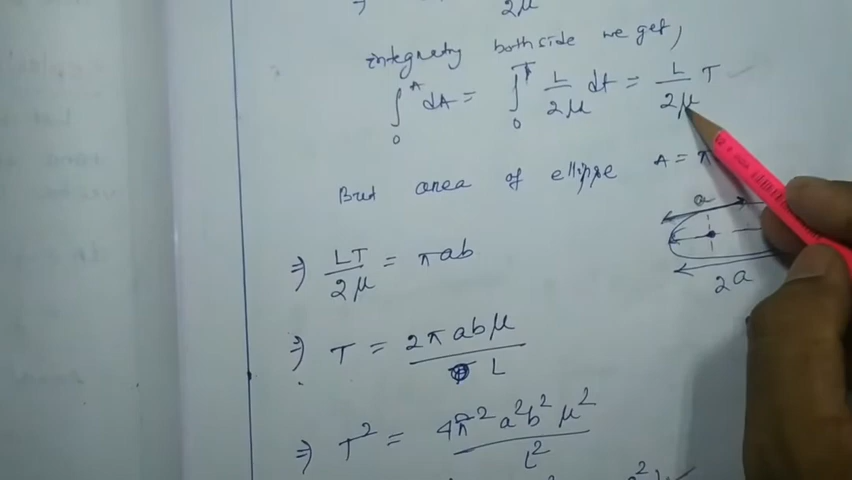 ⇒ 2μ
integrating both side we get,
∫₀^A dA = ∫₀^T L/2μ dt = L/2μ T
But area of ellipse A = π
a
⇒ LT/2μ = πab
2a
⇒ T = 2πabμ/L
⇒ T² = 4π²a²b²μ²/L²